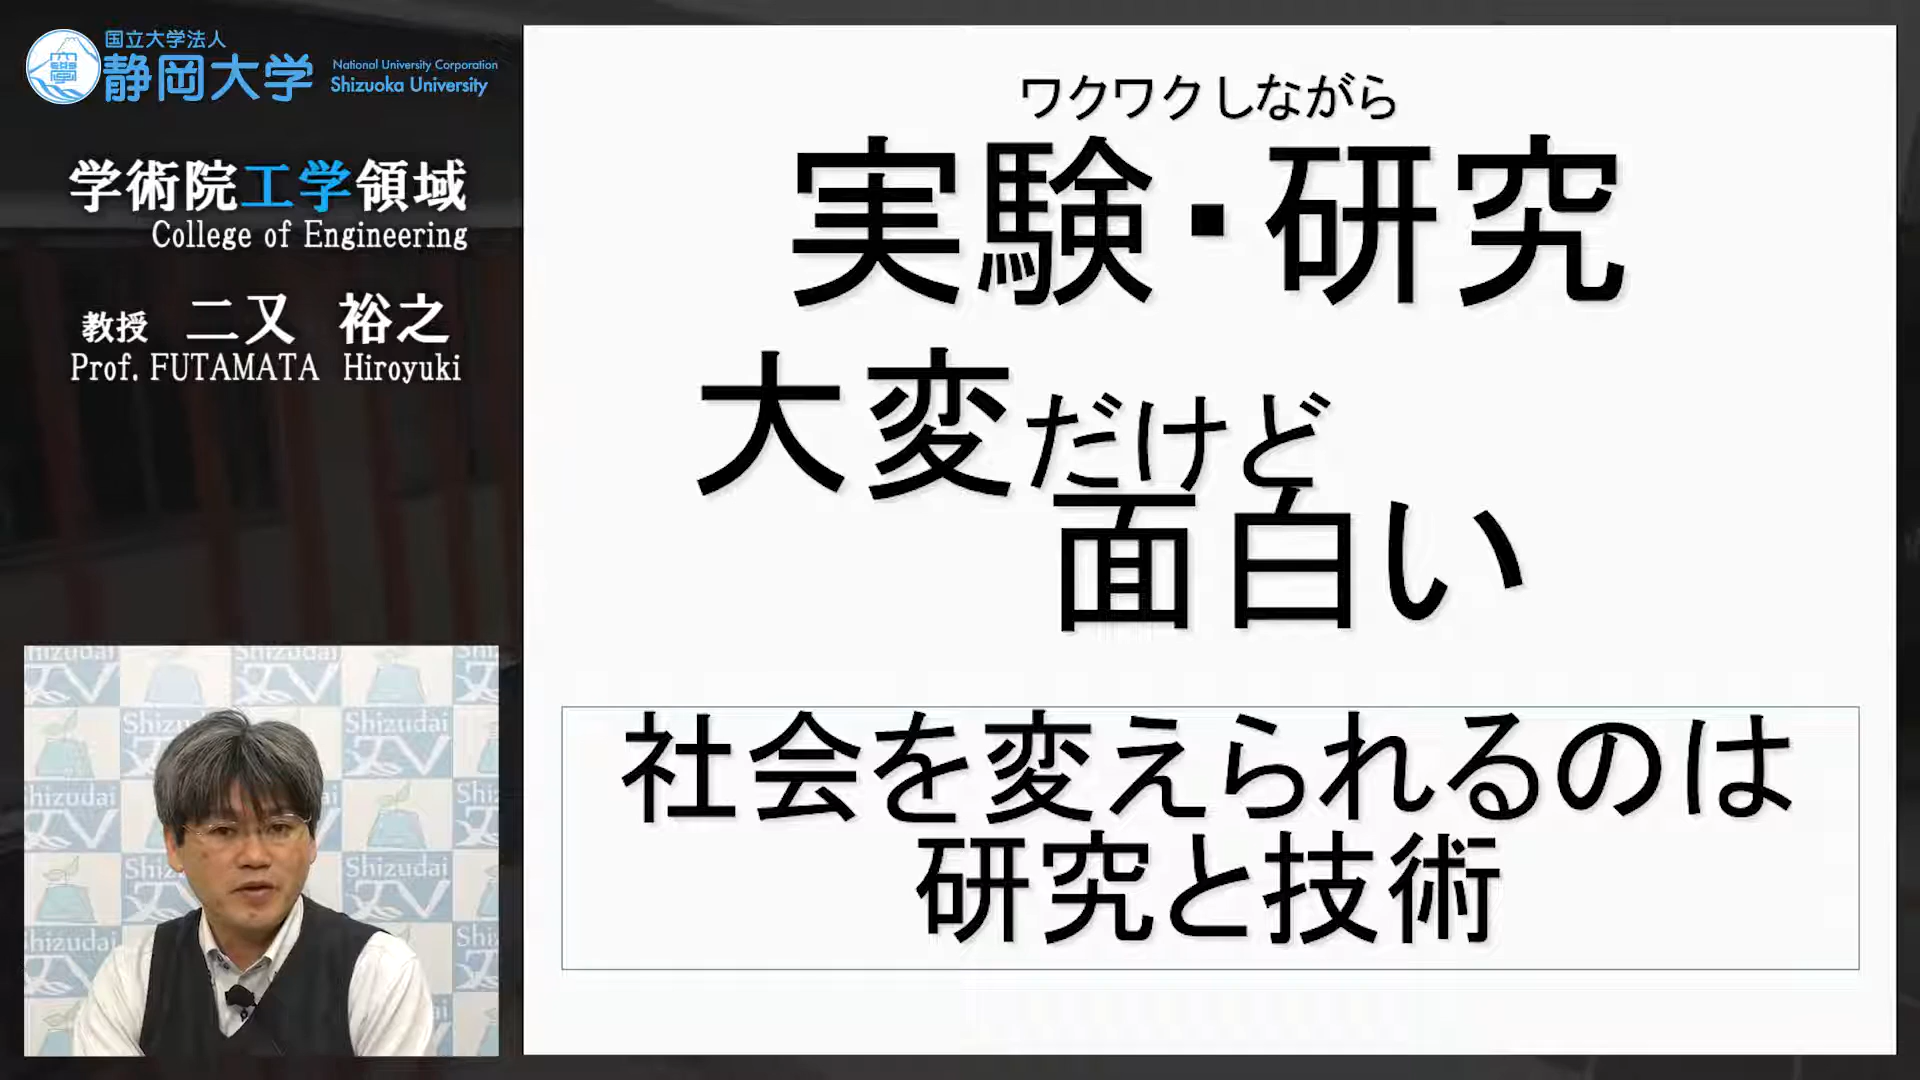 国立大学法人
静岡大学
National University Corporation
Shizuoka University
学術院工学領域
College of Engineering
教授 二又 裕之
Prof. FUTAMATA Hiroyuki
ワクワクしながら
実験・研究
大変だけど
面白い
社会を変えられるのは
研究と技術
Shizudai
TV